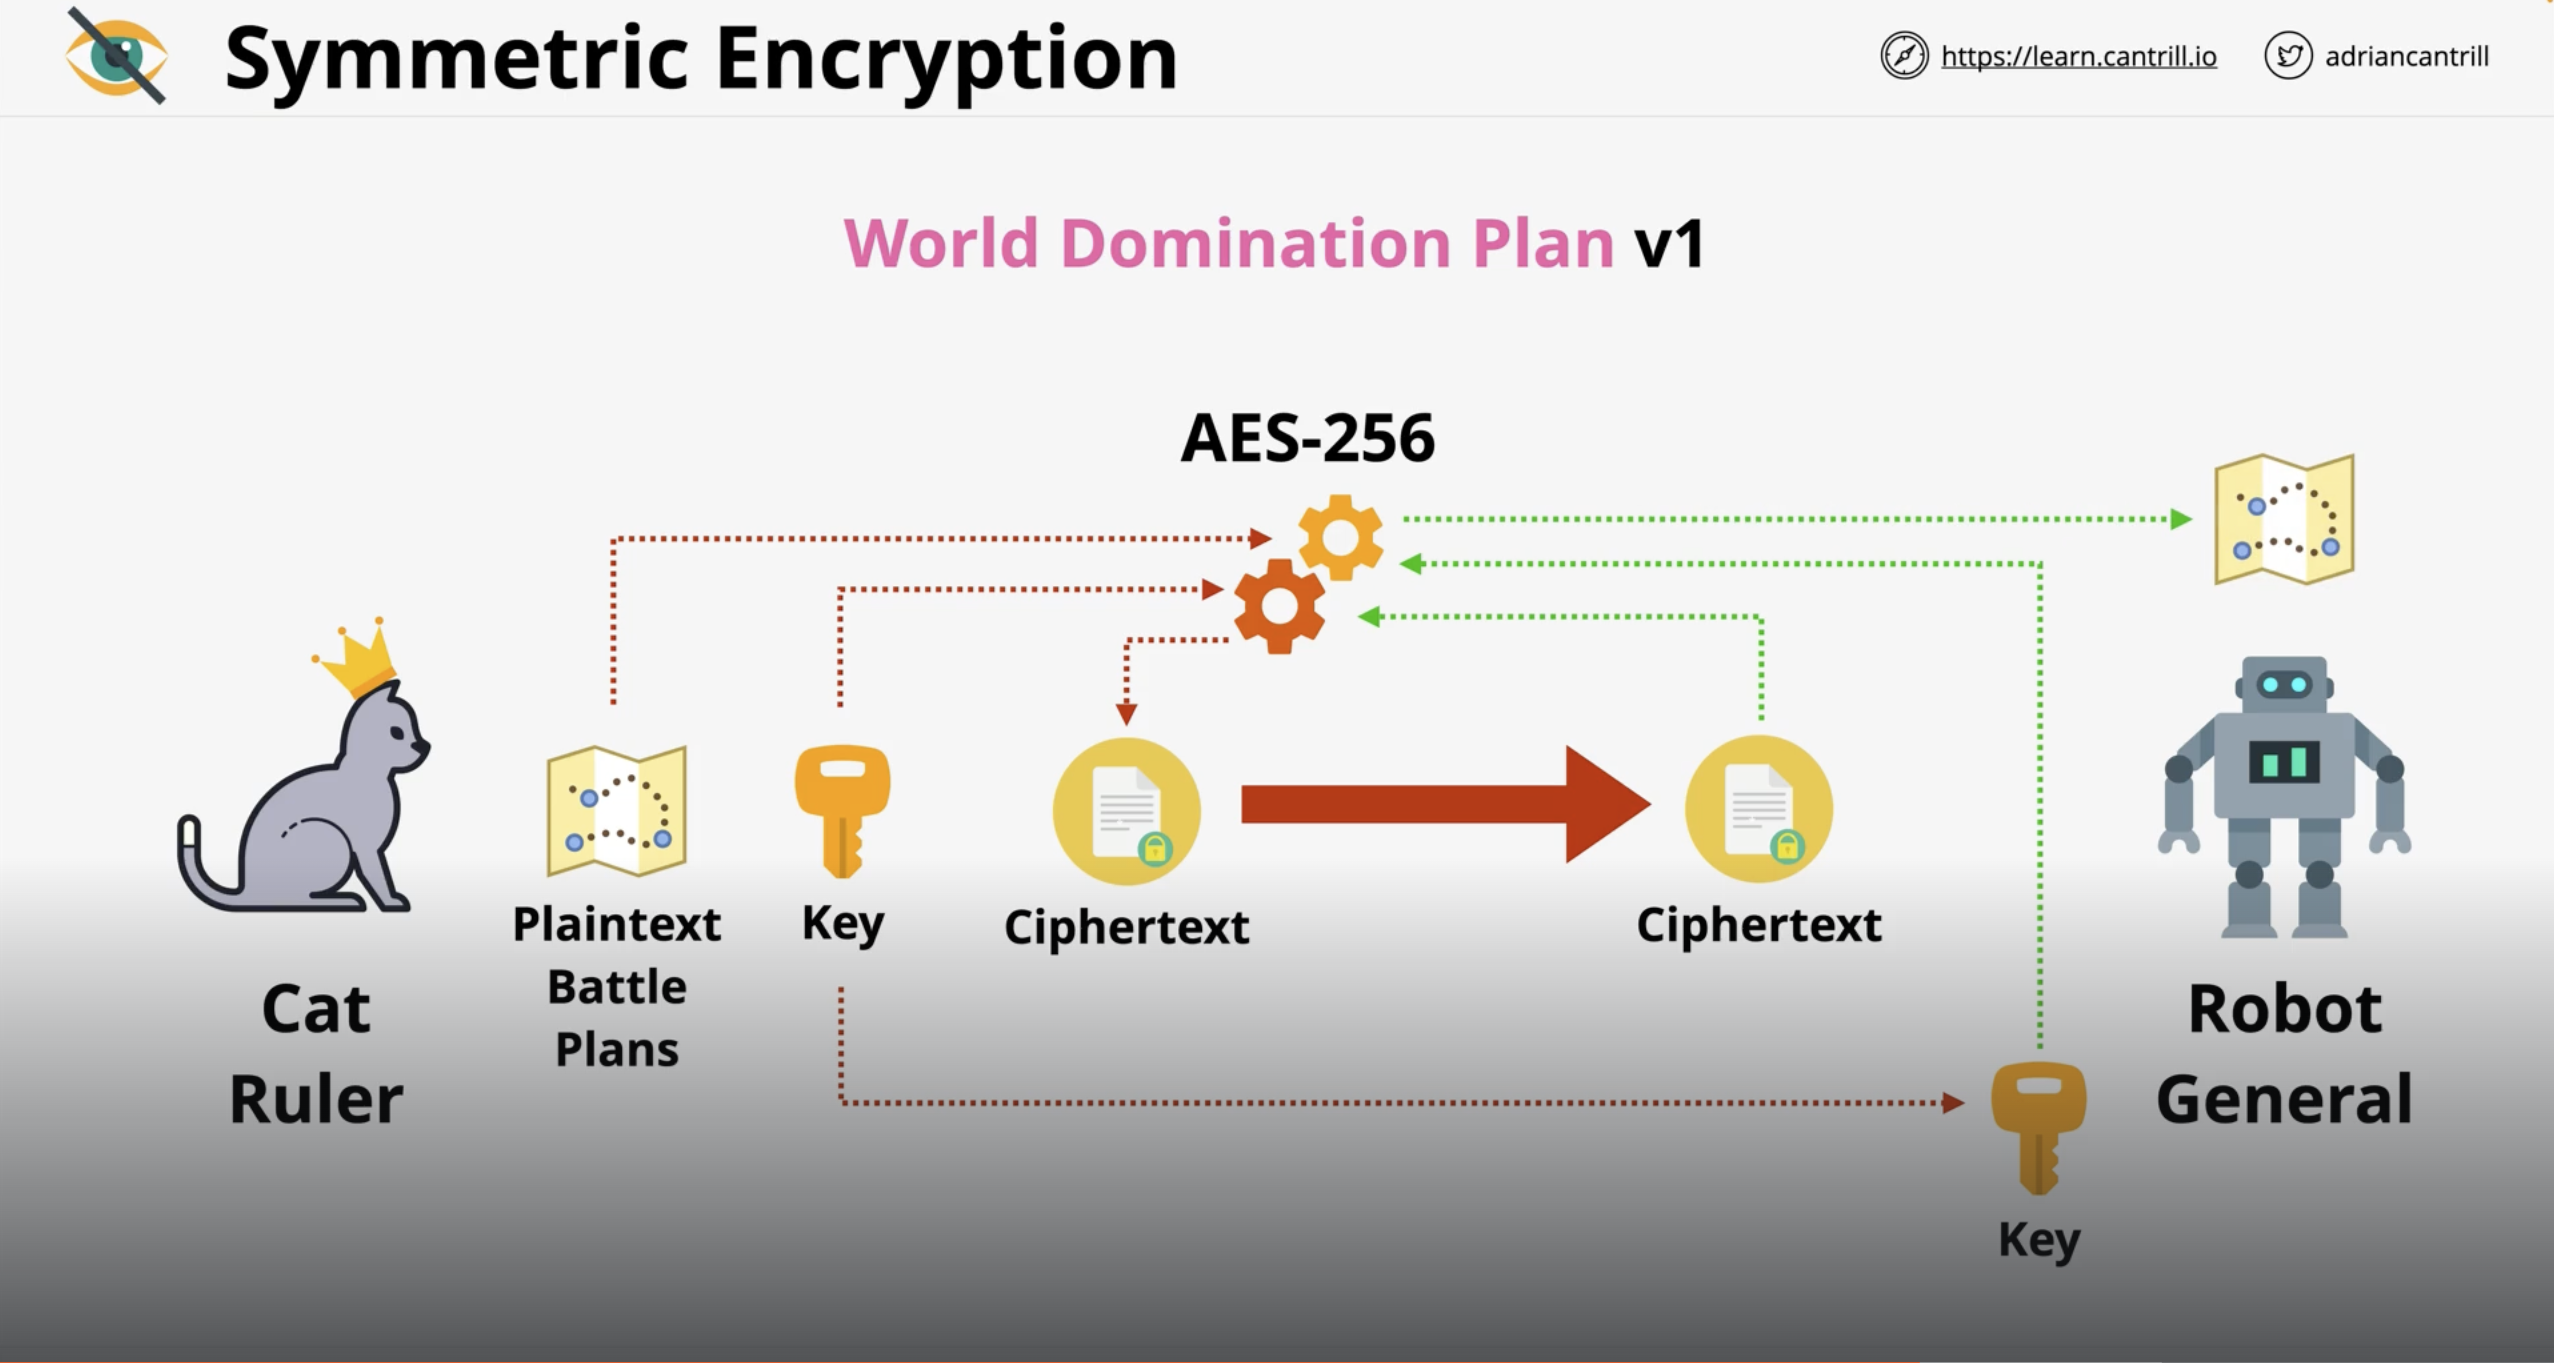 Symmetric Encryption
https://learn.cantrill.io
adriancantrill
World Domination Plan v1
AES-256
Cat
Ruler
Plaintext
Battle
Plans
Key
Ciphertext
Ciphertext
Robot
General
Key